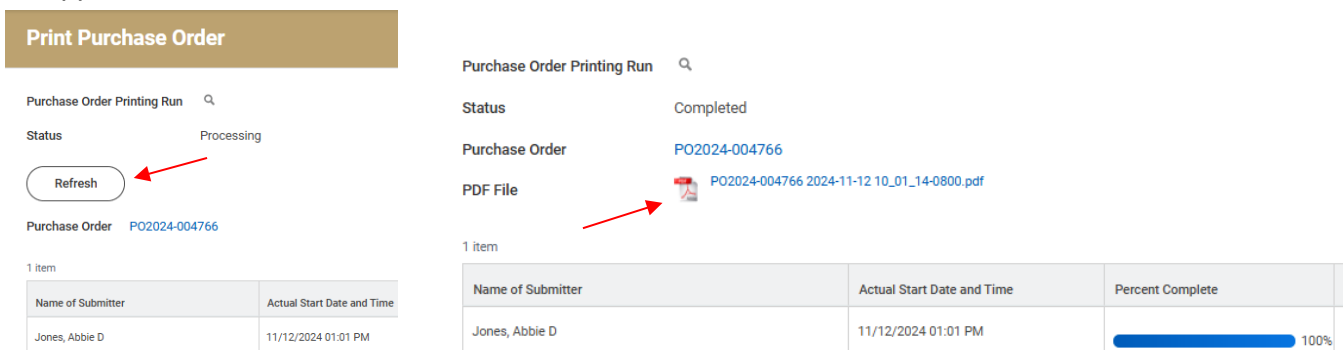 Print Purchase Order
Purchase Order Printing Run
Status Processing
Refresh
Purchase Order PO2024-004766
1 item
Name of Submitter Actual Start Date and Time
Jones, Abbie D 11/12/2024 01:01 PM
Purchase Order Printing Run
Status Completed
Purchase Order PO2024-004766
PDF File PO2024-004766 2024-11-12 10_01_14-0800.pdf
1 item
Name of Submitter Actual Start Date and Time Percent Complete
Jones, Abbie D 11/12/2024 01:01 PM 100%